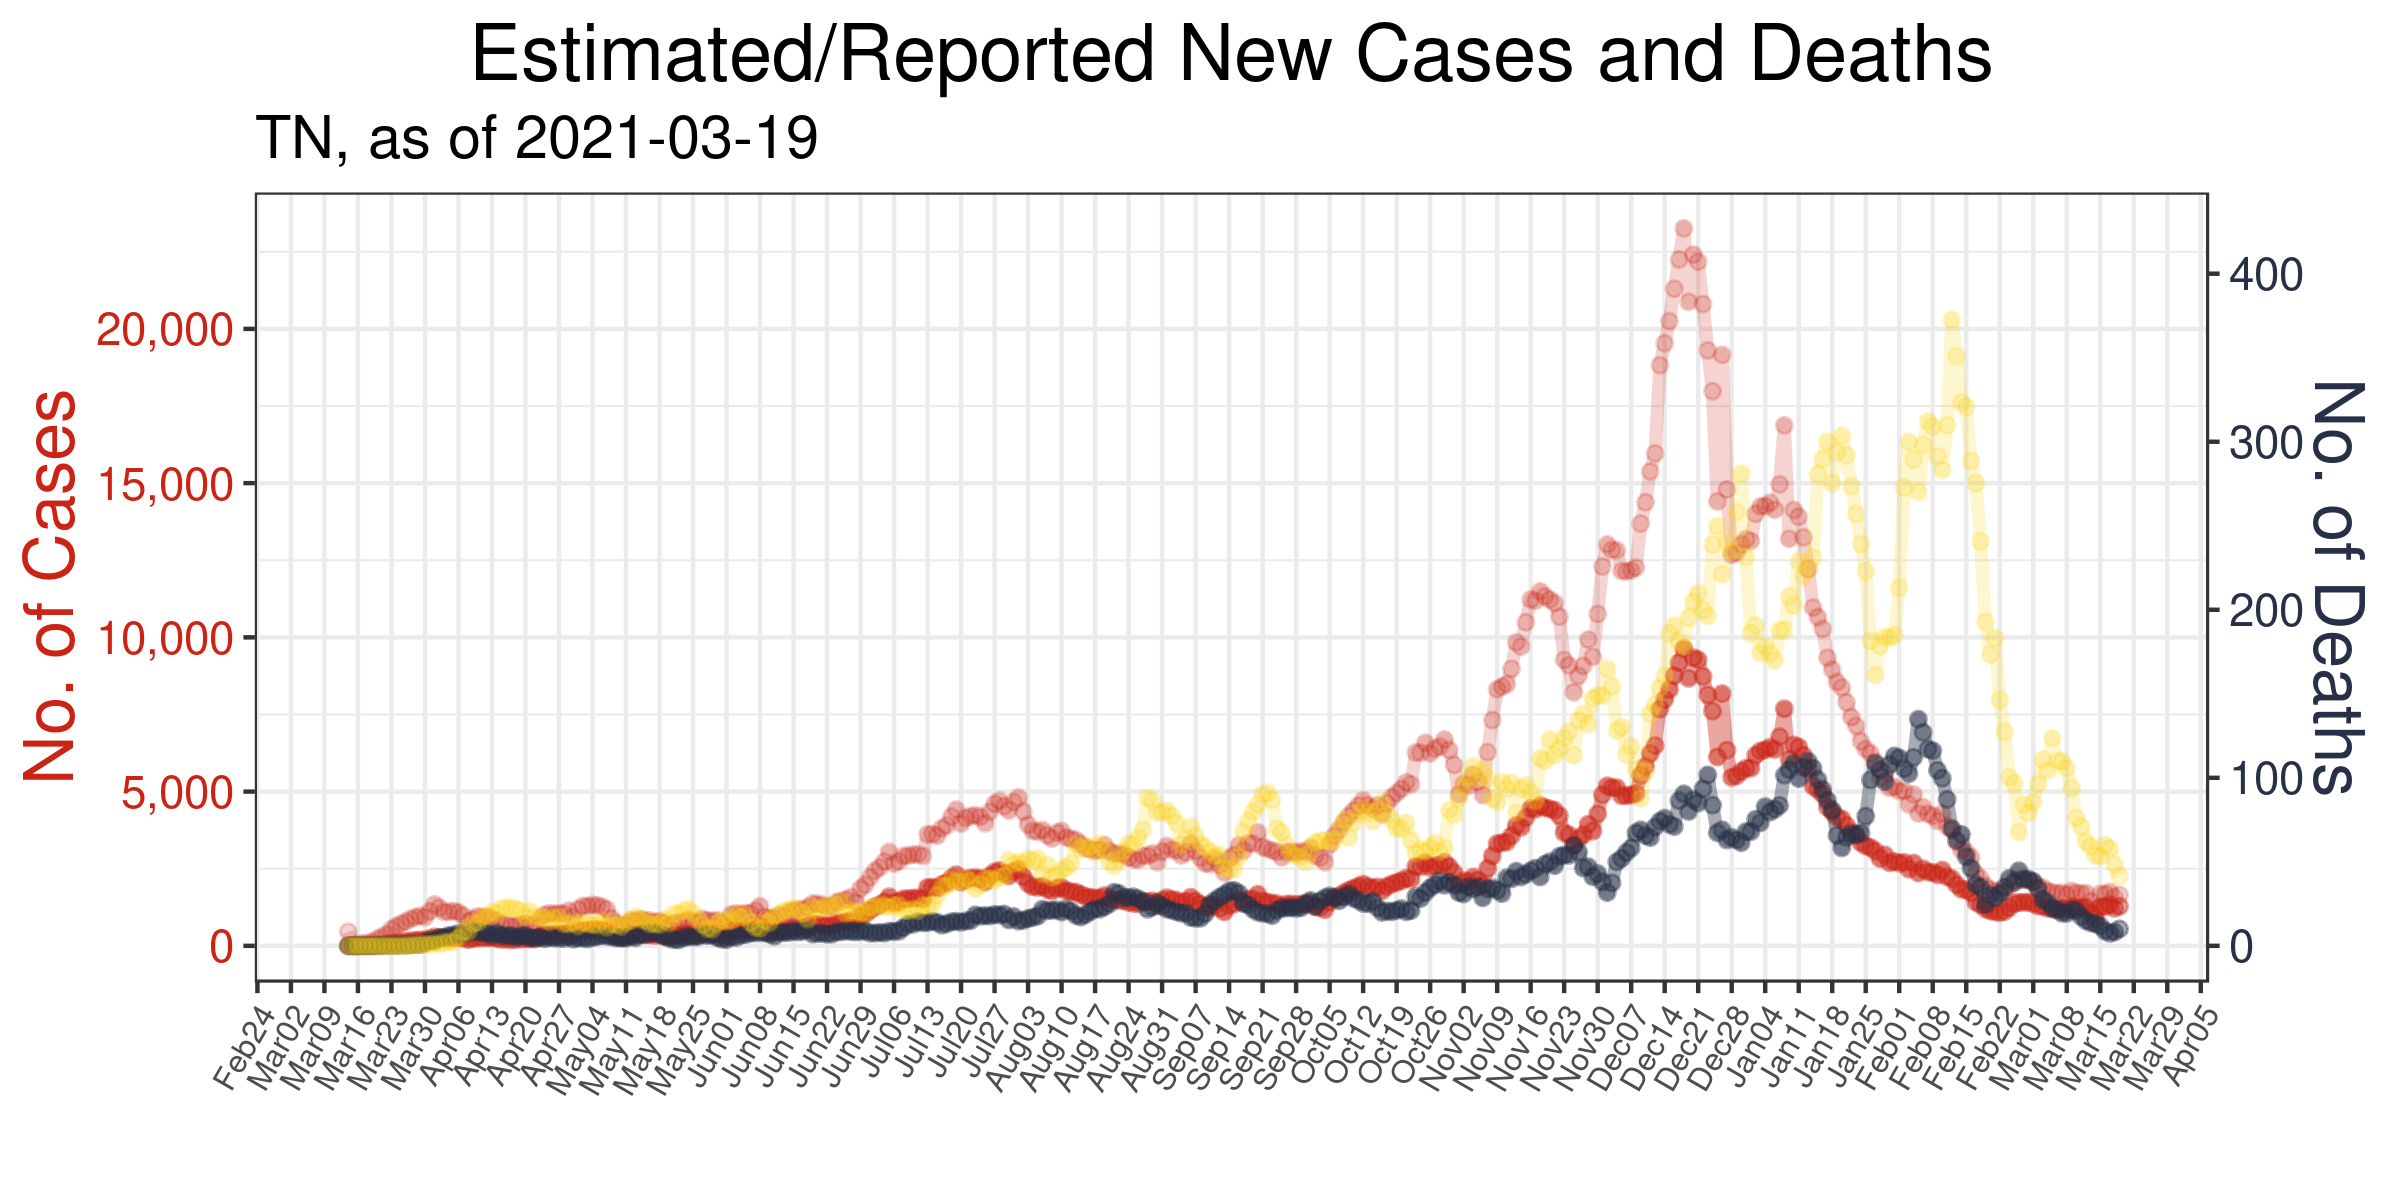 Estimated/Reported New Cases and Deaths
TN, as of 2021-03-19
No. of Cases
20,000
15,000
10,000
5,000
0
400
300
200
100
0
No. of Deaths
Feb24
Mar02
Mar09
Mar16
Mar23
Mar30
Apr06
Apr13
Apr20
Apr27
May04
May11
May18
May25
Jun01
Jun08
Jun15
Jun22
Jun29
Jul06
Jul13
Jul20
Jul27
Aug03
Aug10
Aug17
Aug24
Aug31
Sep07
Sep14
Sep21
Sep28
Oct05
Oct12
Oct19
Oct26
Nov02
Nov09
Nov16
Nov23
Nov30
Dec07
Dec14
Dec21
Dec28
Jan04
Jan11
Jan18
Jan25
Feb01
Feb08
Feb15
Feb22
Mar01
Mar08
Mar15
Mar22
Mar29
Apr05